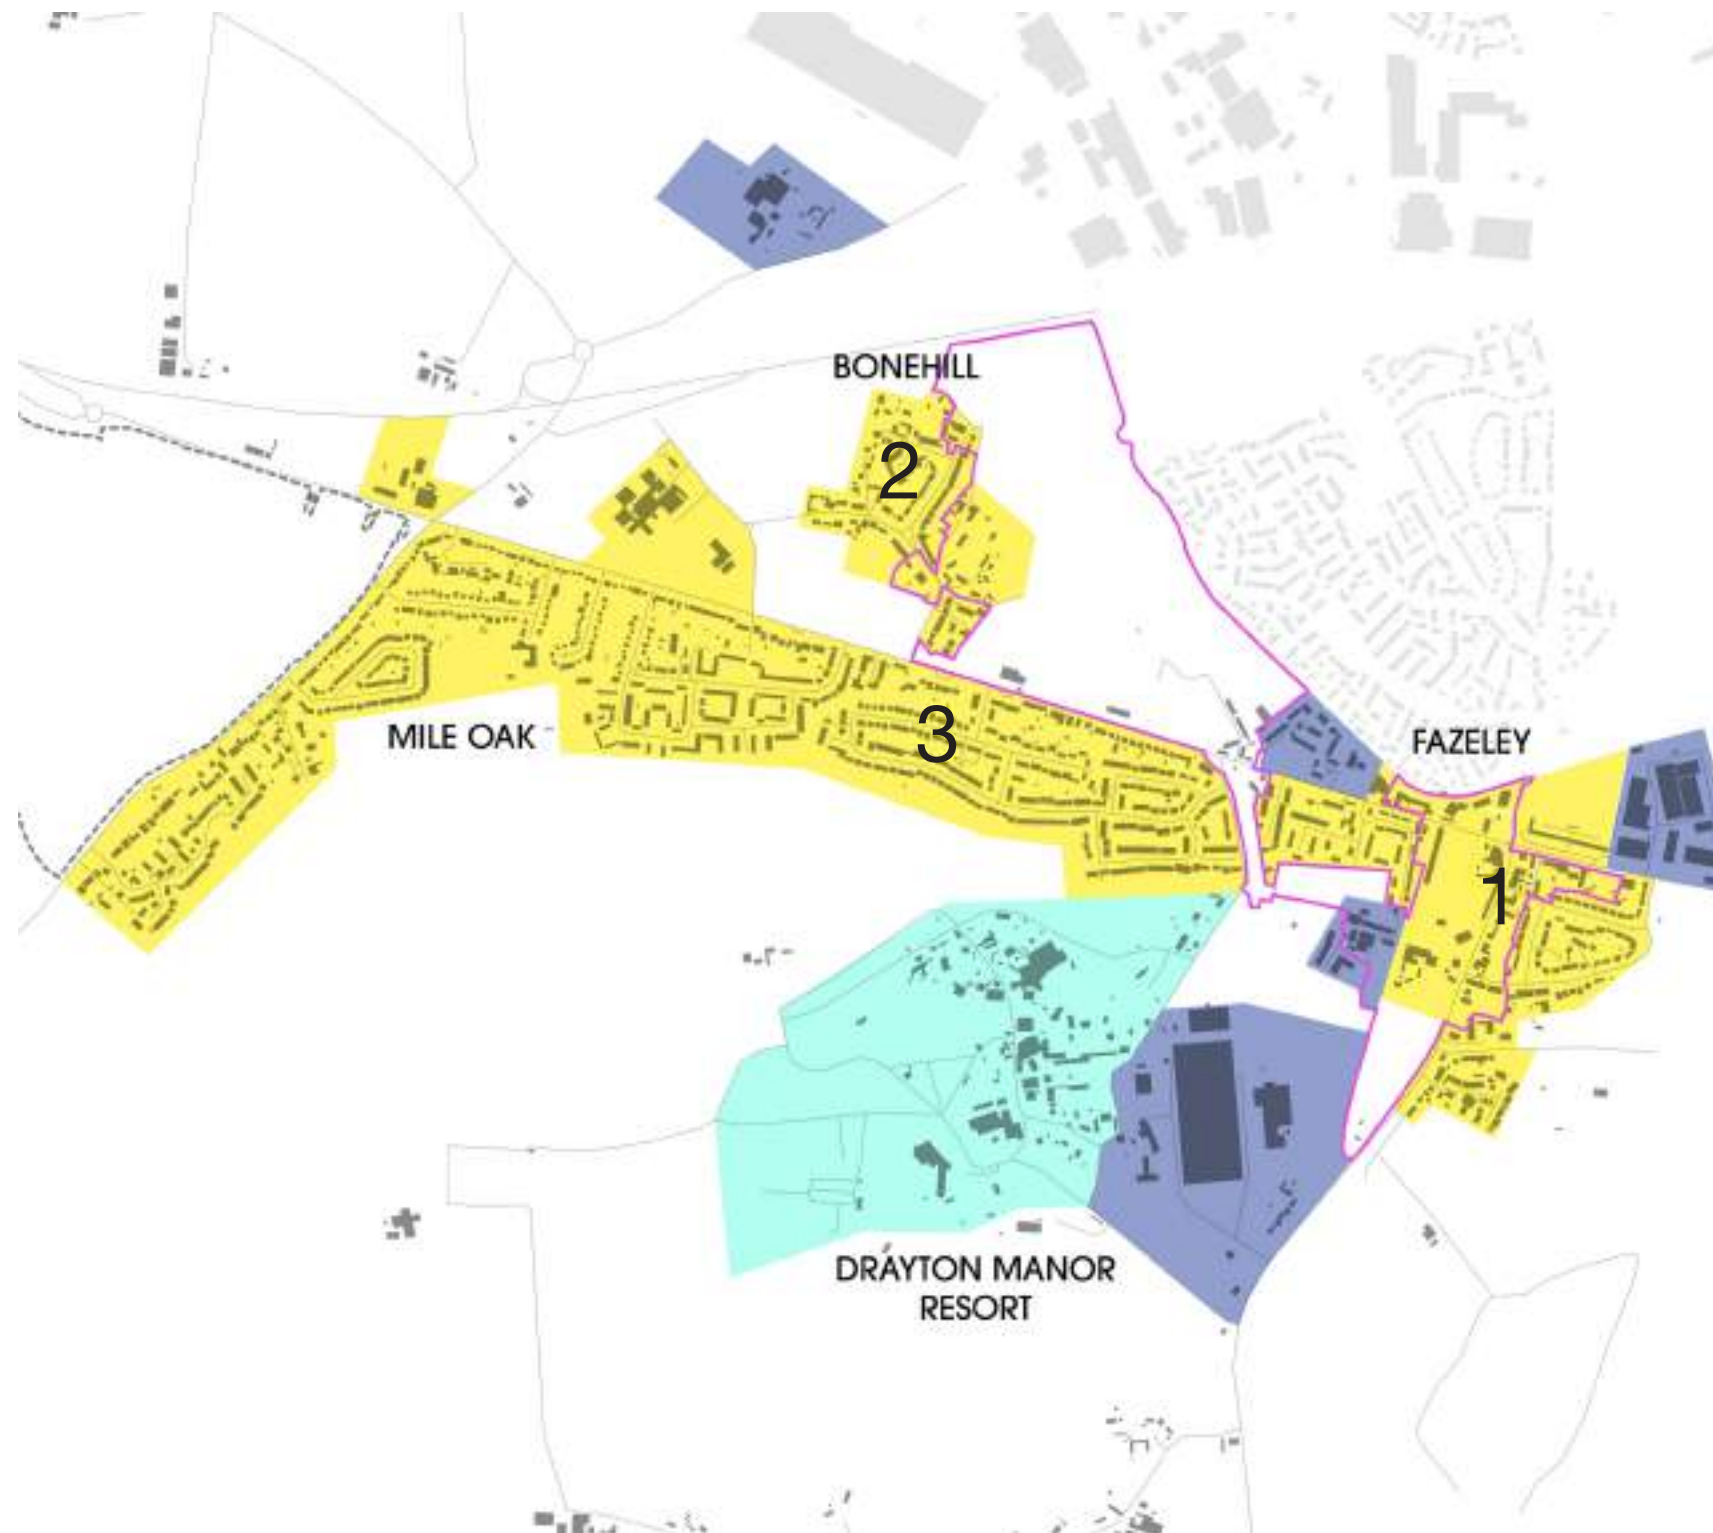 BONEHILL
2
MILE OAK
3
FAZELEY
1
DRAYTON MANOR
RESORT